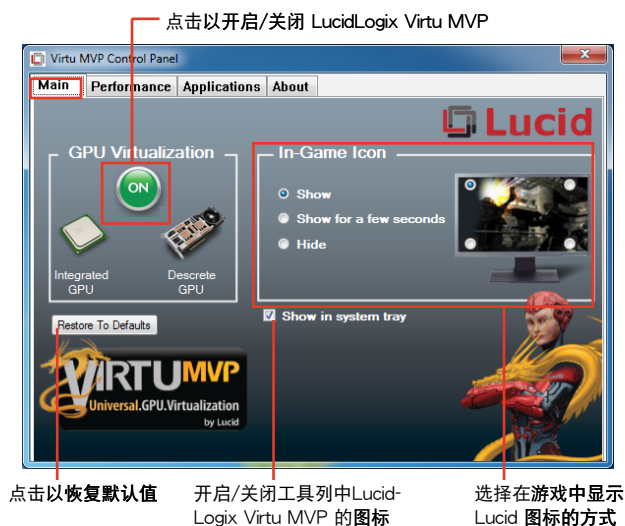 点击以开启/关闭 LucidLogix Virtu MVP
Virtu MVP Control Panel
Main Performance Applications About
Lucid
GPU Virtualization
ON
Integrated
GPU
Descrete
GPU
In-Game Icon
Show
Show for a few seconds
Hide
Restore To Defaults
Show in system tray
VIRTU MVP
Universal.GPU.Virtualization
by Lucid
点击以恢复默认值
开启/关闭工具列中Lucid-
Logix Virtu MVP 的图标
选择在游戏中显示
Lucid 图标的方式